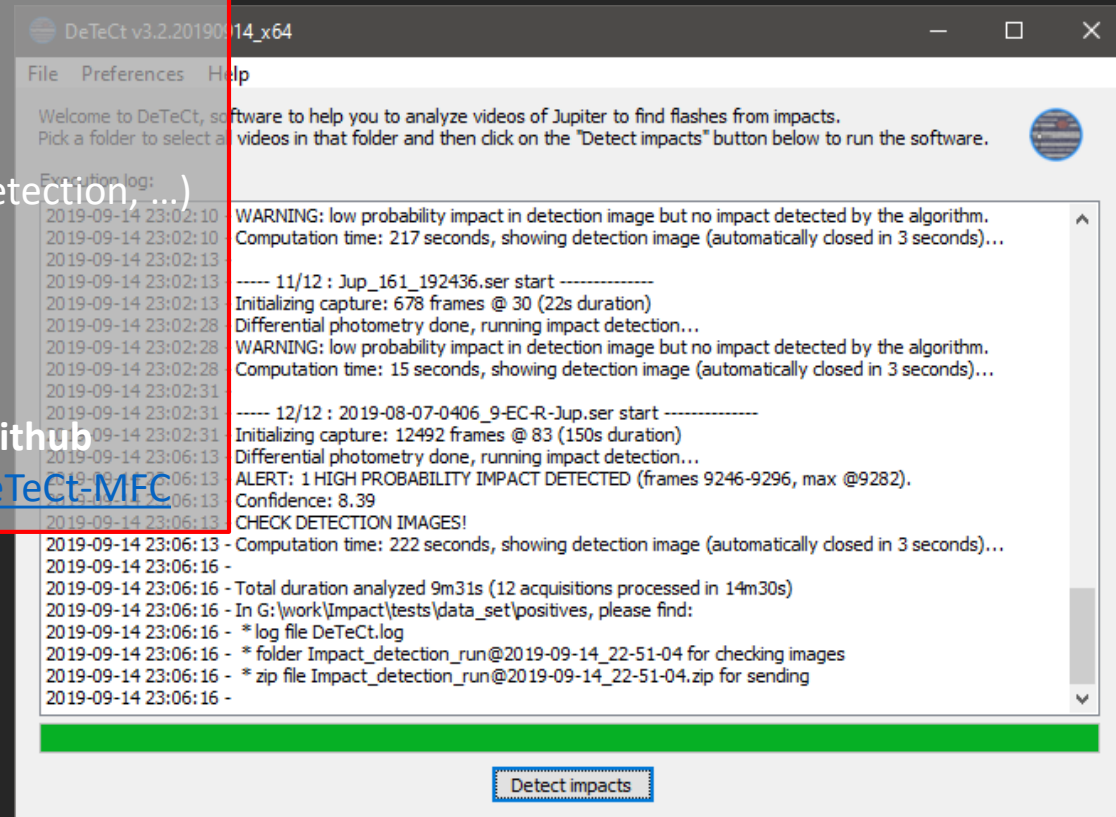 DeTeCt v3.2.20190914_x64
File Preferences Help
Welcome to DeTeCt, software to help you to analyze videos of Jupiter to find flashes from impacts.
Pick a folder to select all videos in that folder and then click on the "Detect impacts" button below to run the software.
Execution log:
etection, ...)
2019-09-14 23:02:10 - WARNING: low probability impact in detection image but no impact detected by the algorithm.
2019-09-14 23:02:10 - Computation time: 217 seconds, showing detection image (automatically closed in 3 seconds)...
2019-09-14 23:02:13 -
2019-09-14 23:02:13 - ----- 11/12 : Jup_161_192436.ser start --------------
2019-09-14 23:02:13 - Initializing capture: 678 frames @ 30 (22s duration)
2019-09-14 23:02:28 - Differential photometry done, running impact detection...
2019-09-14 23:02:28 - WARNING: low probability impact in detection image but no impact detected by the algorithm.
2019-09-14 23:02:28 - Computation time: 15 seconds, showing detection image (automatically closed in 3 seconds)...
2019-09-14 23:02:31 -
2019-09-14 23:02:31 - ----- 12/12 : 2019-08-07-0406_9-EC-R-Jup.ser start --------------
ithub
2019-09-14 23:02:31 - Initializing capture: 12492 frames @ 83 (150s duration)
2019-09-14 23:06:13 - Differential photometry done, running impact detection...
eTeCt-MFC
2019-09-14 23:06:13 - ALERT: 1 HIGH PROBABILITY IMPACT DETECTED (frames 9246-9296, max @9282).
2019-09-14 23:06:13 - Confidence: 8.39
2019-09-14 23:06:13 - CHECK DETECTION IMAGES!
2019-09-14 23:06:13 - Computation time: 222 seconds, showing detection image (automatically closed in 3 seconds)...
2019-09-14 23:06:16 -
2019-09-14 23:06:16 - Total duration analyzed 9m31s (12 acquisitions processed in 14m30s)
2019-09-14 23:06:16 - In G:\work\Impact\tests\data_set\positives, please find:
2019-09-14 23:06:16 - * log file DeTeCt.log
2019-09-14 23:06:16 - * folder Impact_detection_run@2019-09-14_22-51-04 for checking images
2019-09-14 23:06:16 - * zip file Impact_detection_run@2019-09-14_22-51-04.zip for sending
2019-09-14 23:06:16 -
Detect impacts